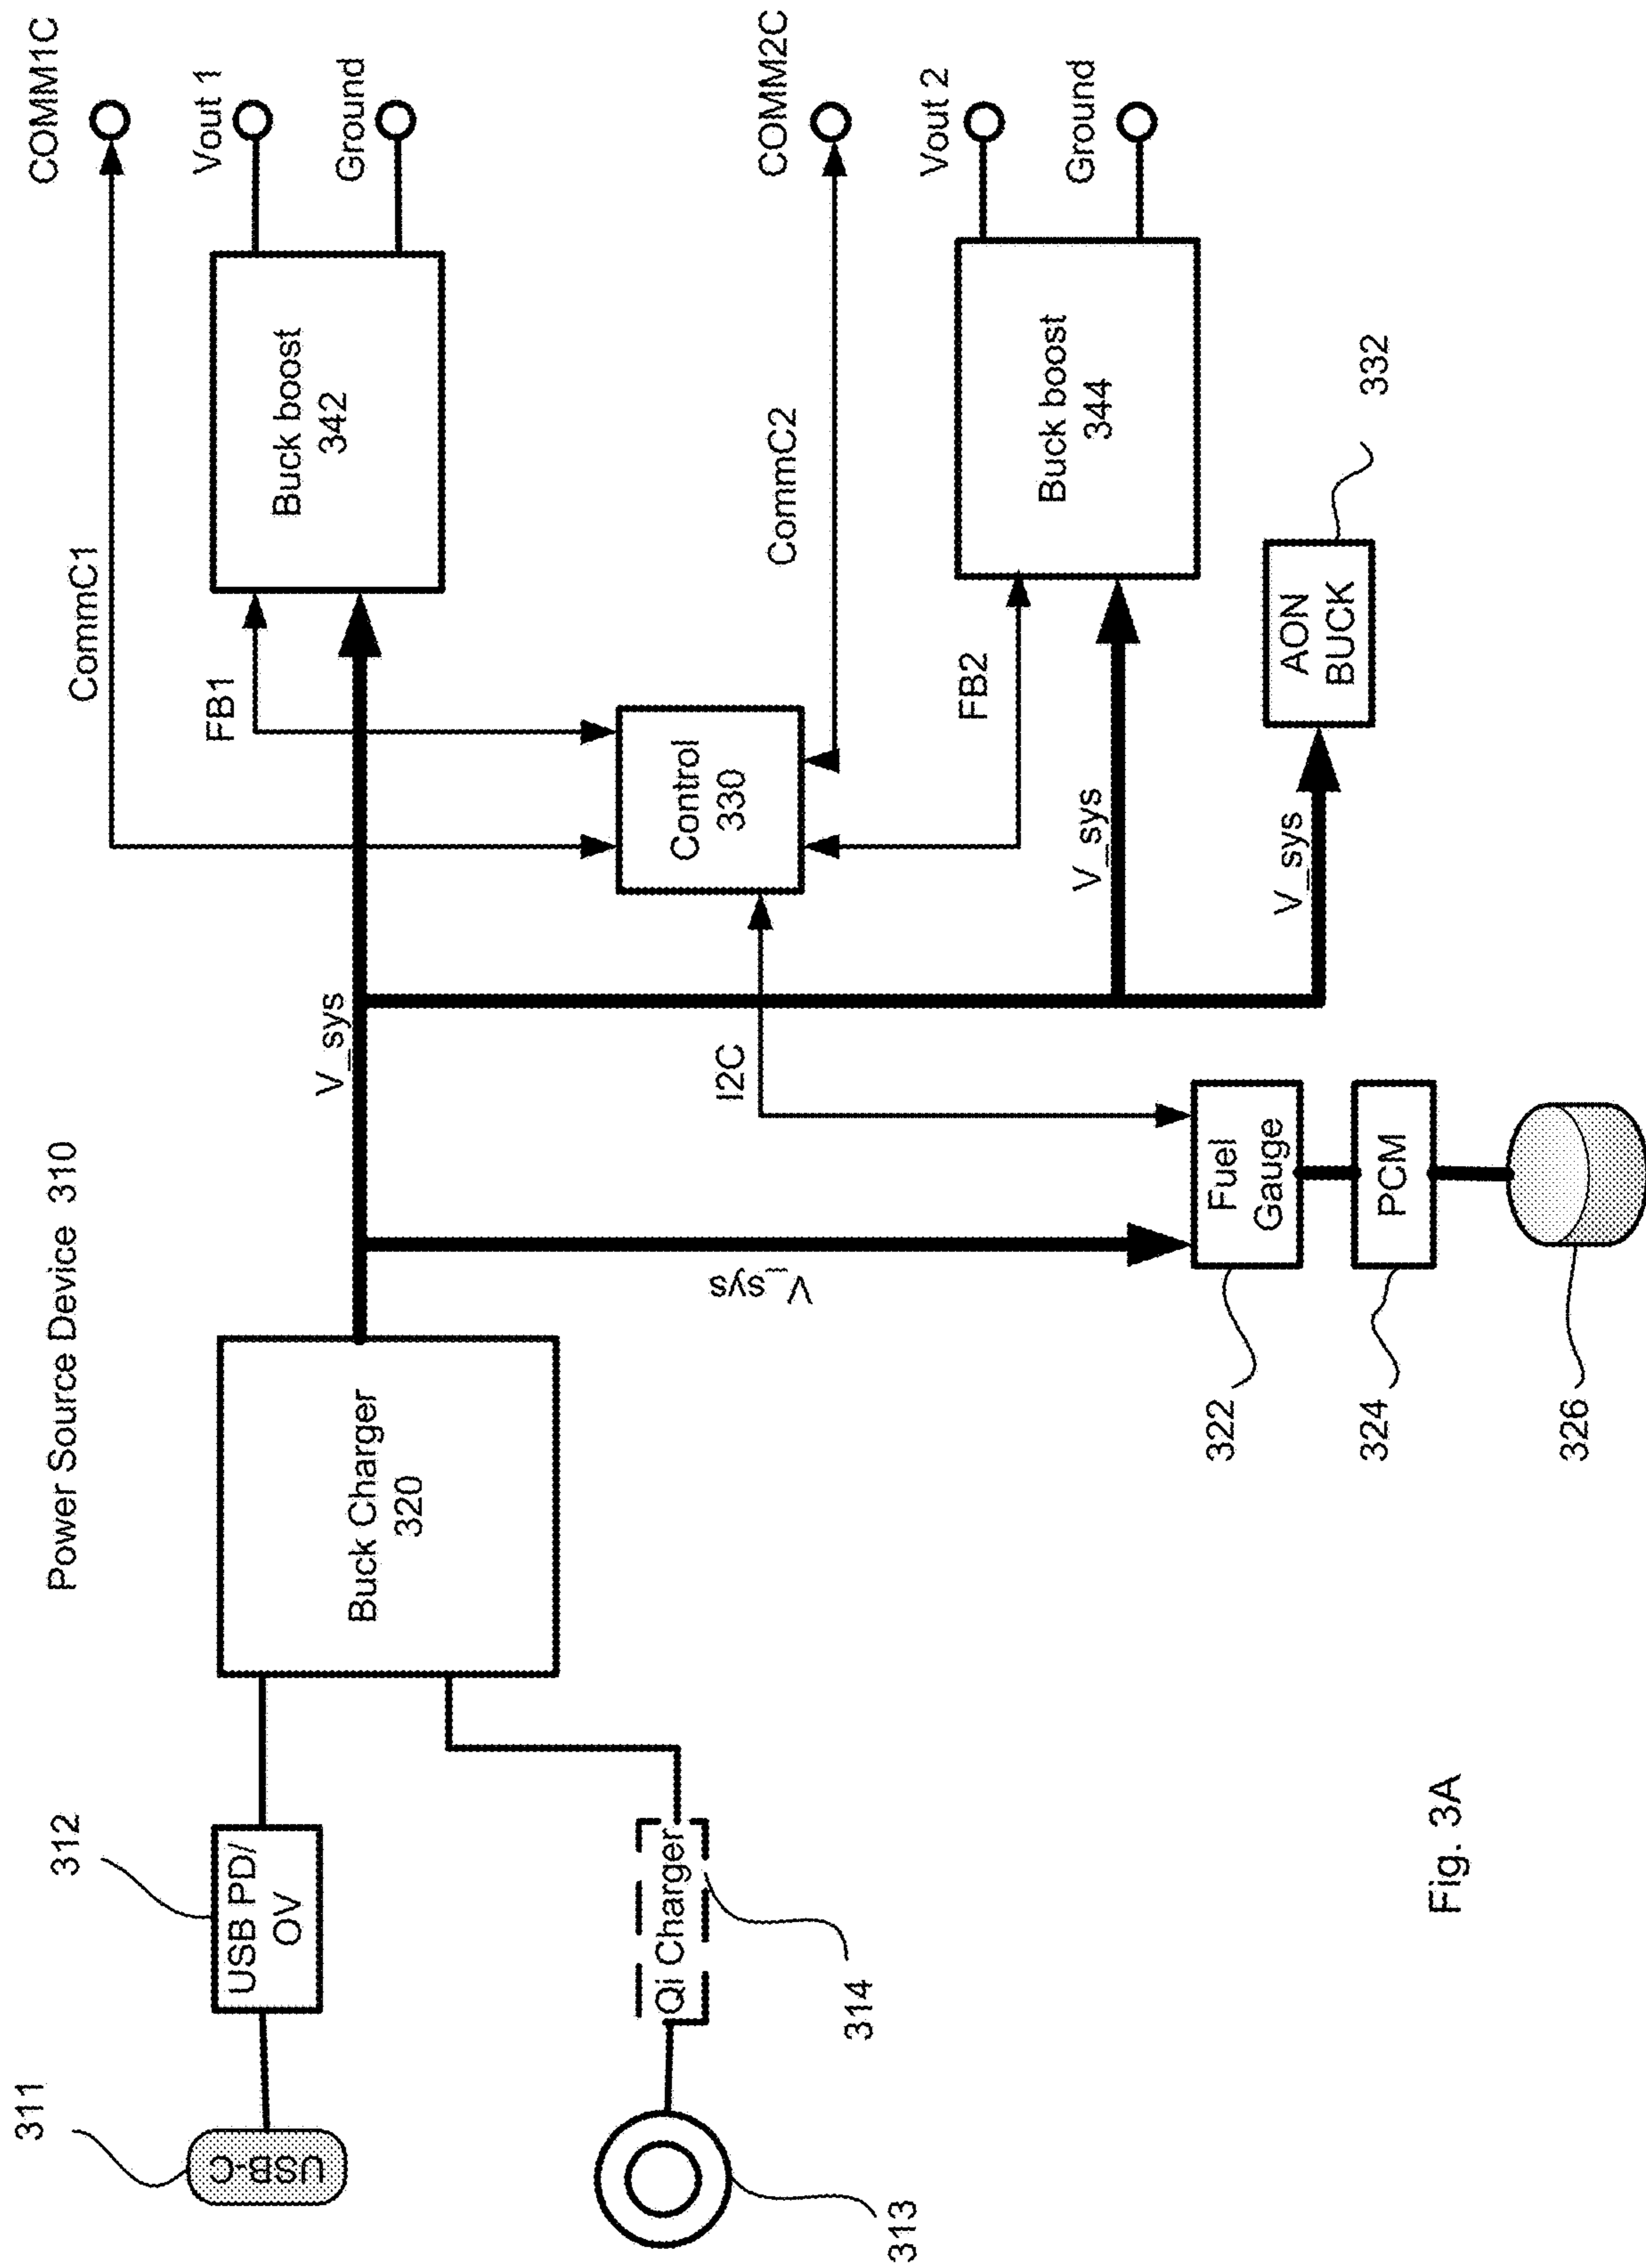 Power Source Device 310
311
USB-C
312
USB PD/
OV
313
314
Qi Charger
Buck Charger
320
V_sys
V_sys
I2C
Fuel
Gauge
322
PCM
324
326
CommC1
FB1
Control
330
FB2
CommC2
V_sys
V_sys
AON
BUCK
332
Buck boost
342
Buck boost
344
COMM1C
Vout 1
Ground
COMM2C
Vout 2
Ground
Fig. 3A